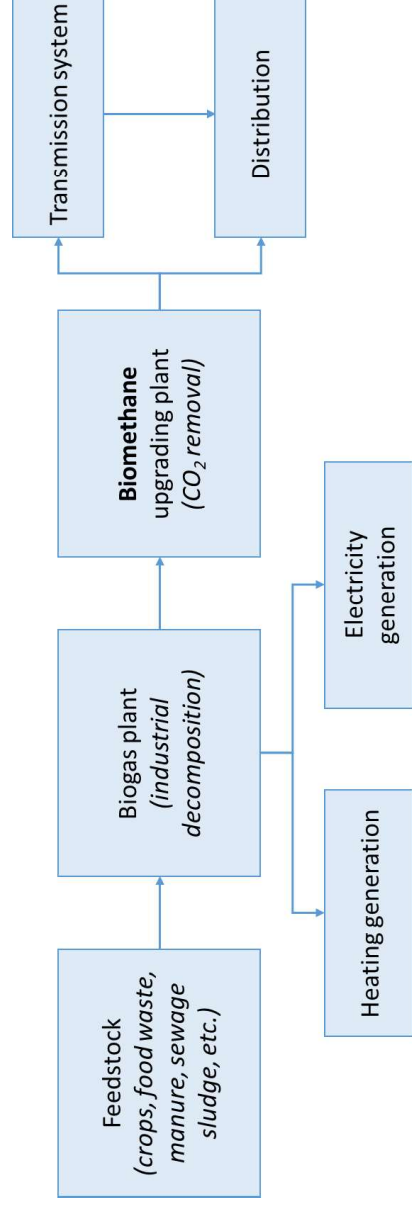 Feedstock
(crops, food waste,
manure, sewage
sludge, etc.)
Biogas plant
(industrial
decomposition)
Biomethane
upgrading plant
(CO₂ removal)
Transmission system
Distribution
Heating generation
Electricity
generation